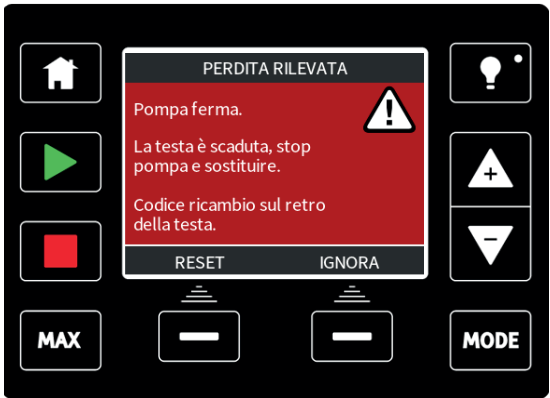 PERDITA RILEVATA
Pompa ferma.
La testa è scaduta, stop
pompa e sostituire.
Codice ricambio sul retro
della testa.
RESET IGNORA
MAX
MODE